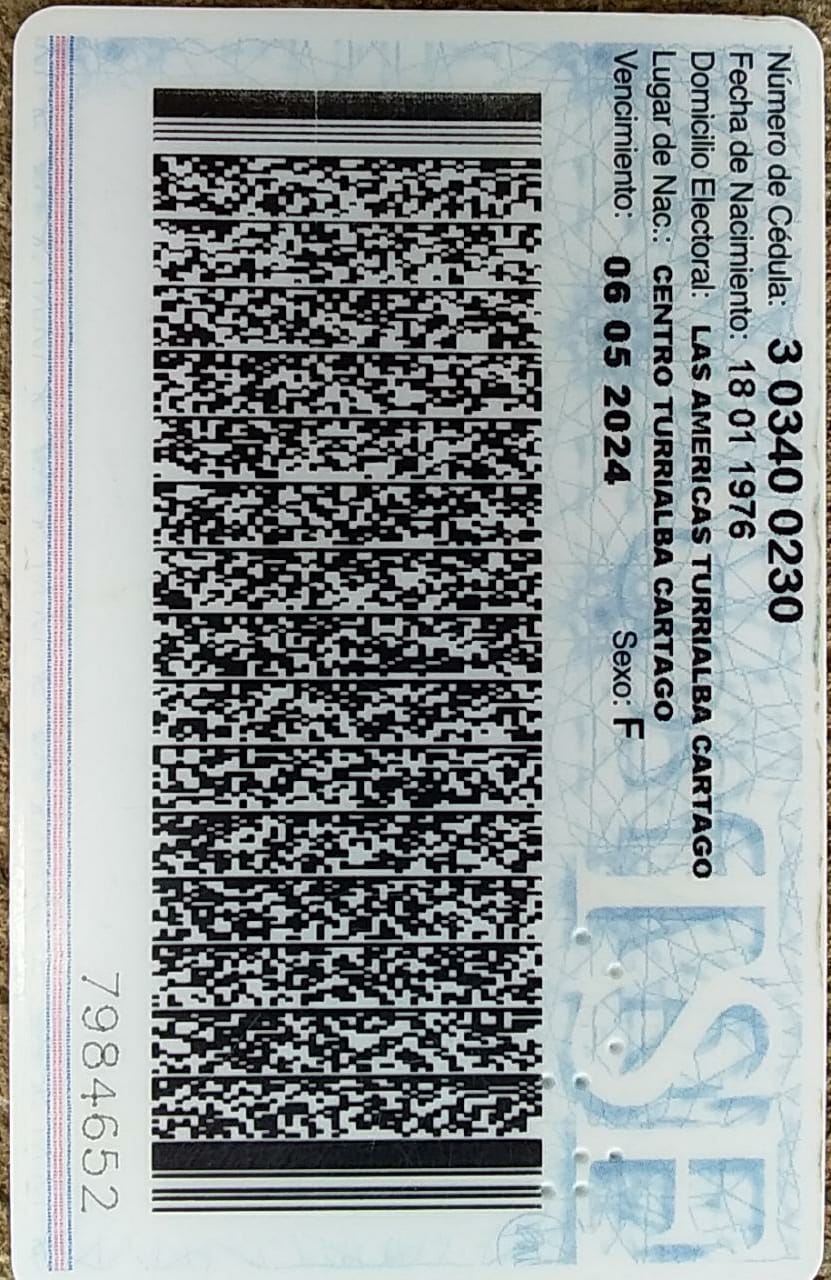 Número de Cédula: 3 0340 0230
Fecha de Nacimiento: 18 01 1976
Domicilio Electoral: LAS AMERICAS TURRIALBA CARTAGO
Lugar de Nac.: CENTRO TURRIALBA CARTAGO
Vencimiento: 06 05 2024 Sexo: F
TSE
7984652